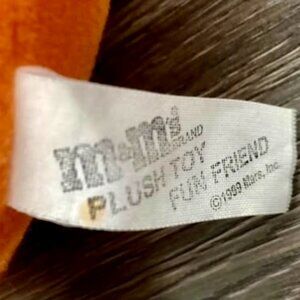 m&m's
BRAND
PLUSH TOY
FUN FRIEND
©1999 Mars, Inc.